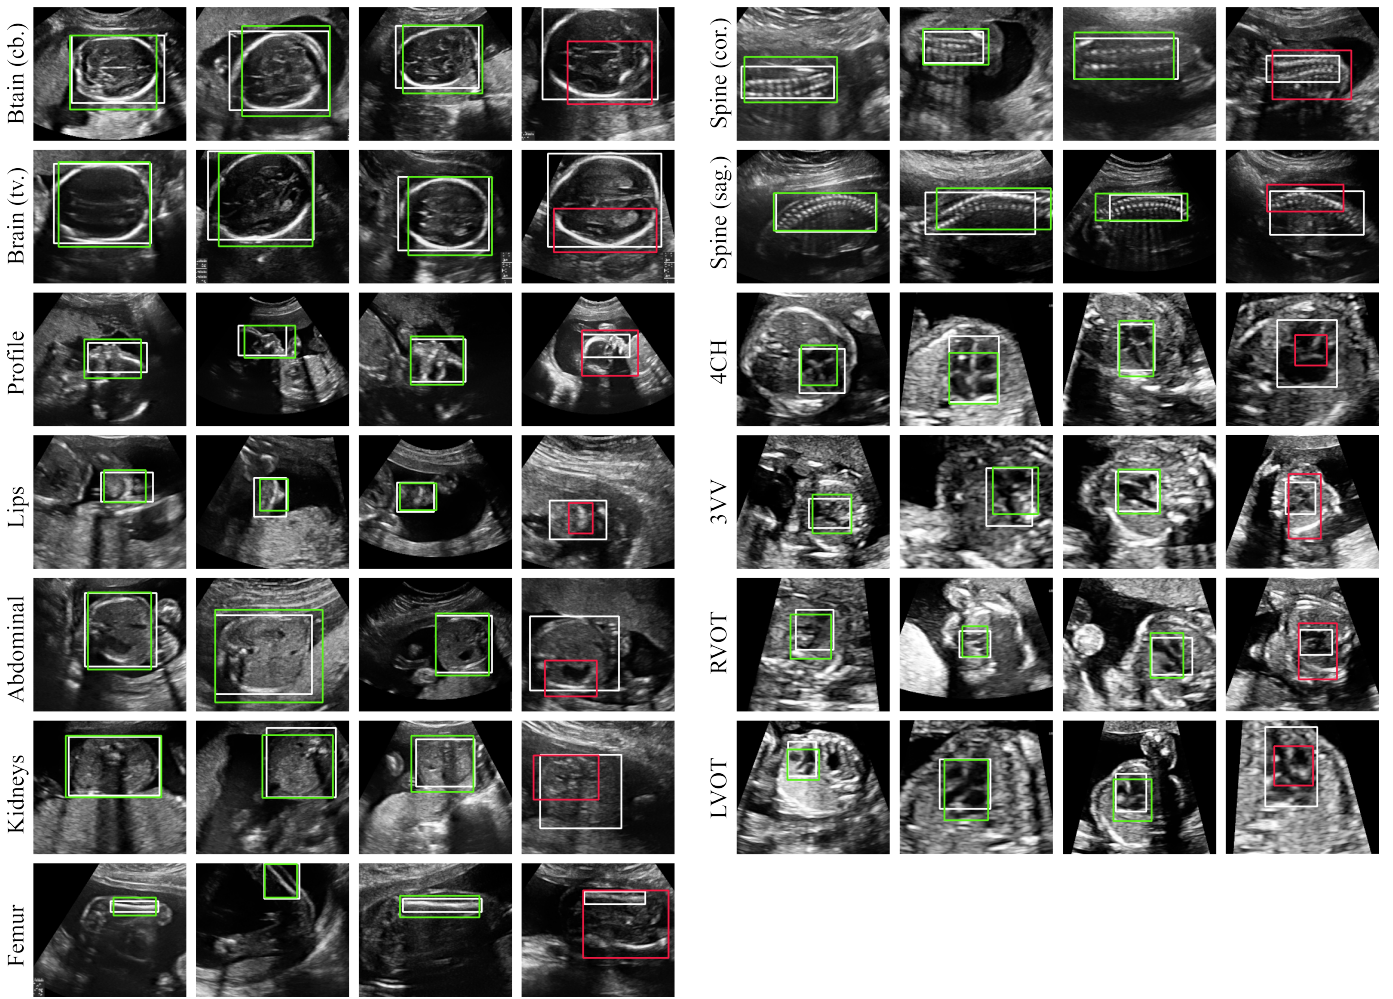 Btain (cb.)
Brain (tv.)
Profile
Lips
Abdominal
Kidneys
Femur
Spine (cor.)
Spine (sag.)
4CH
3VV
RVOT
LVOT